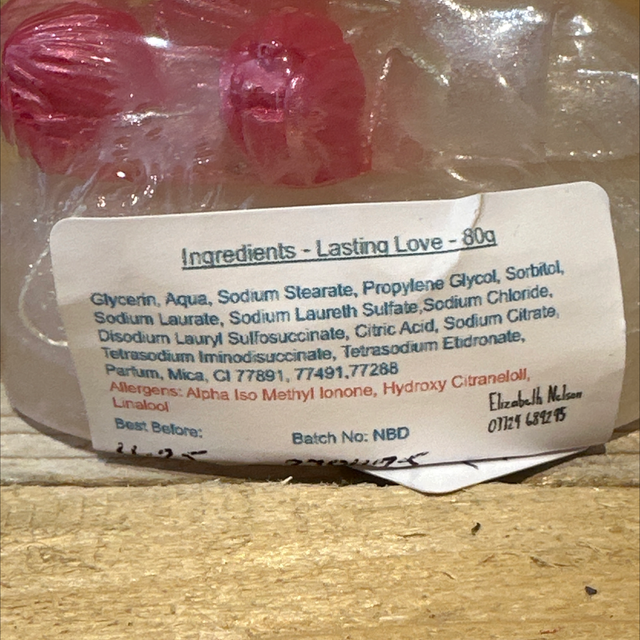 Ingredients - Lasting Love - 80g
Glycerin, Aqua, Sodium Stearate, Propylene Glycol, Sorbitol,
Sodium Laurate, Sodium Laureth Sulfate,Sodium Chloride,
Disodium Lauryl Sulfosuccinate, Citric Acid, Sodium Citrate,
Tetrasodium Iminodisuccinate, Tetrasodium Etidronate,
Parfum, Mica, CI 77891, 77491,77288
Allergens: Alpha Iso Methyl Ionone, Hydroxy Citraneloll,
Linalool
Elizabeth Nelson
Best Before:
Batch No: NBD